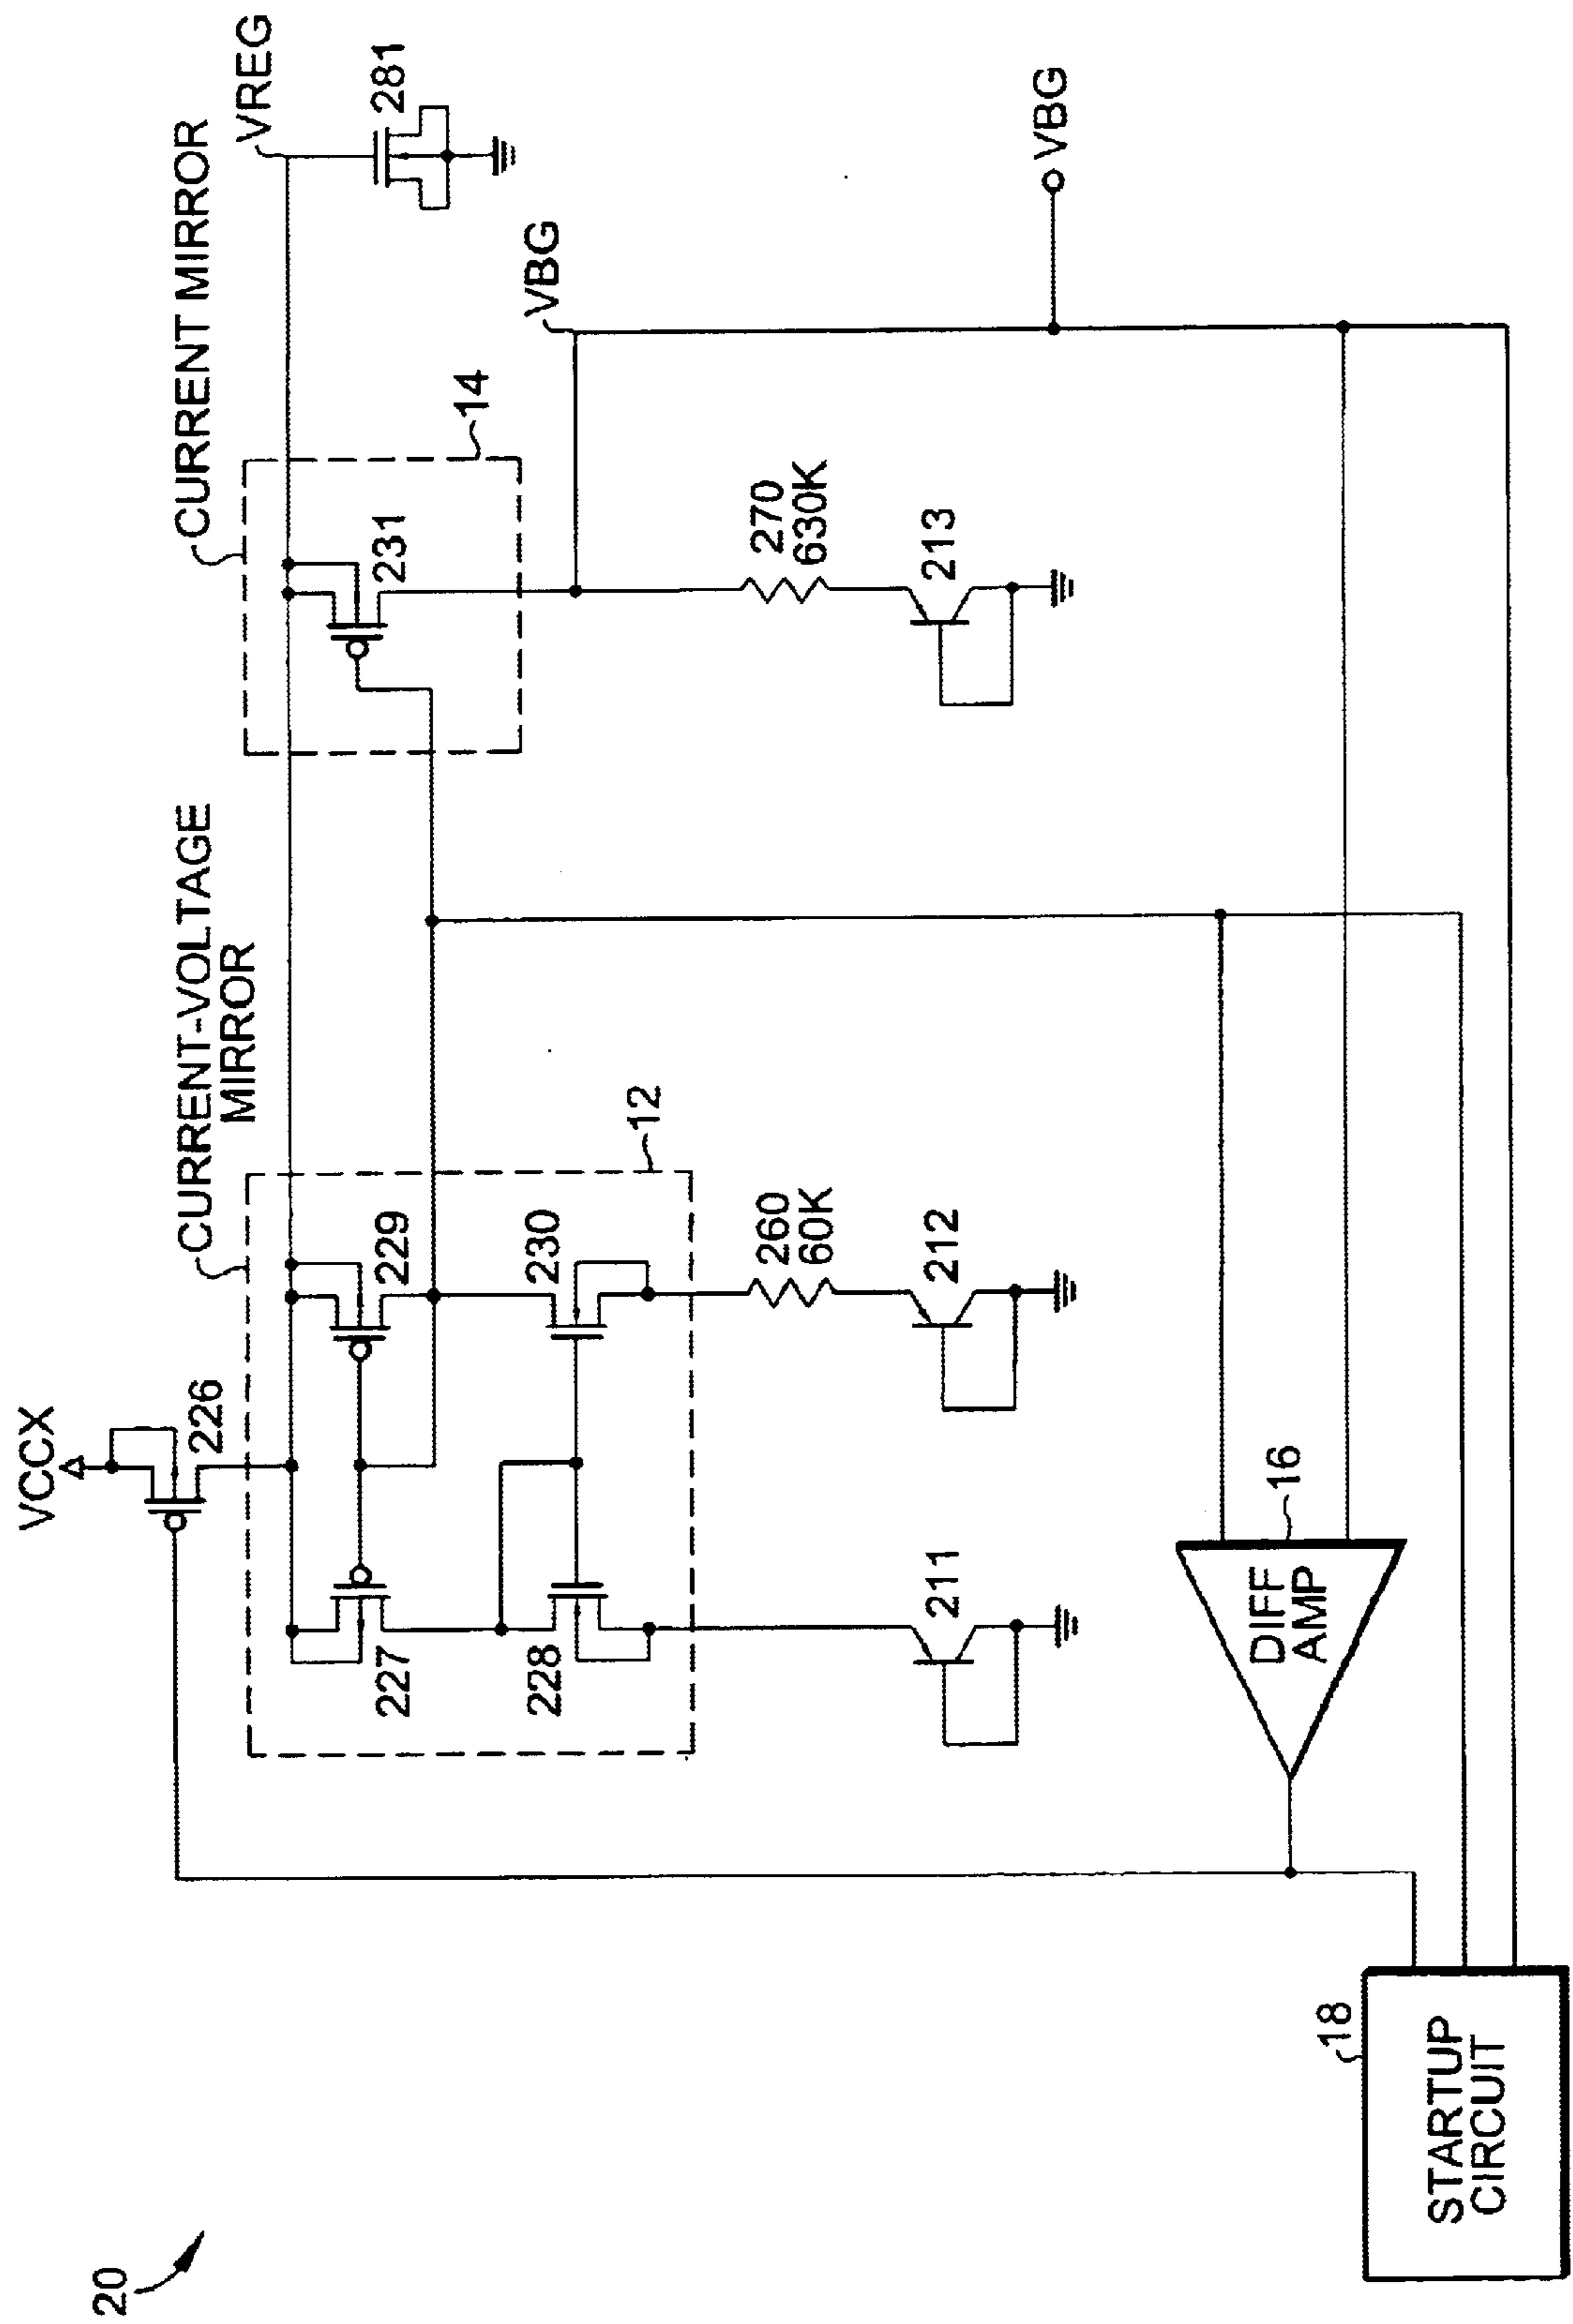 20
VCCX
226
CURRENT-VOLTAGE
MIRROR
CURRENT MIRROR
VREG
227
229
231
281
12
14
228
230
VBG
260
60K
270
630K
211
212
213
VBG
DIFF
AMP
16
18
STARTUP
CIRCUIT